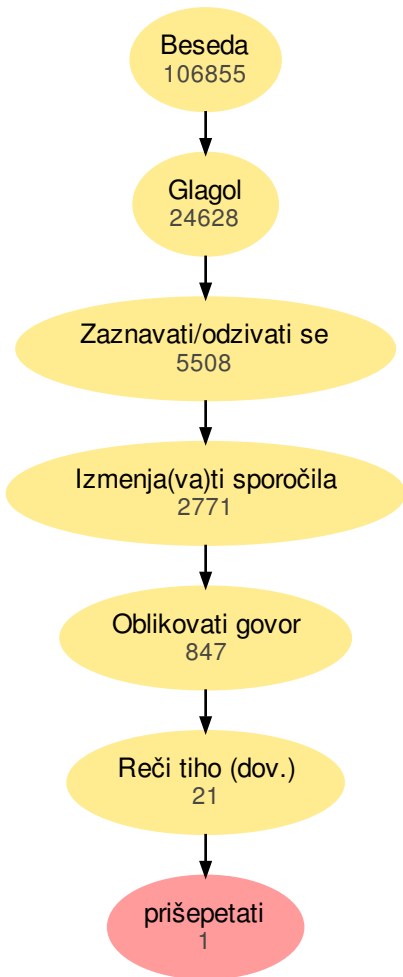 Beseda
106855
Glagol
24628
Zaznavati/odzivati se
5508
Izmenja(va)ti sporočila
2771
Oblikovati govor
847
Reči tiho (dov.)
21
prišepetati
1